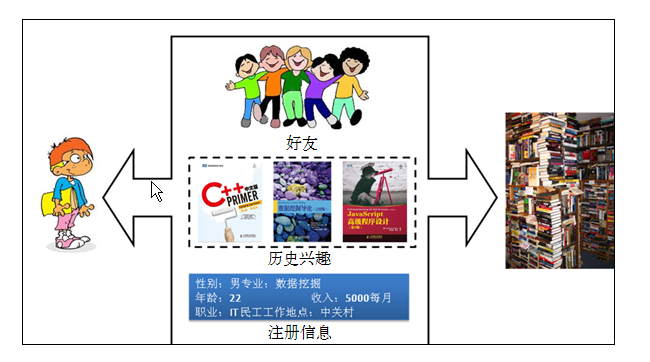 好友
C++ 中文版
PRIMER
数据挖掘导论
JavaScript
高级程序设计
历史兴趣
性别：男专业：数据挖掘
年龄：22 收入：5000每月
职业：IT民工工作地点：中关村
注册信息